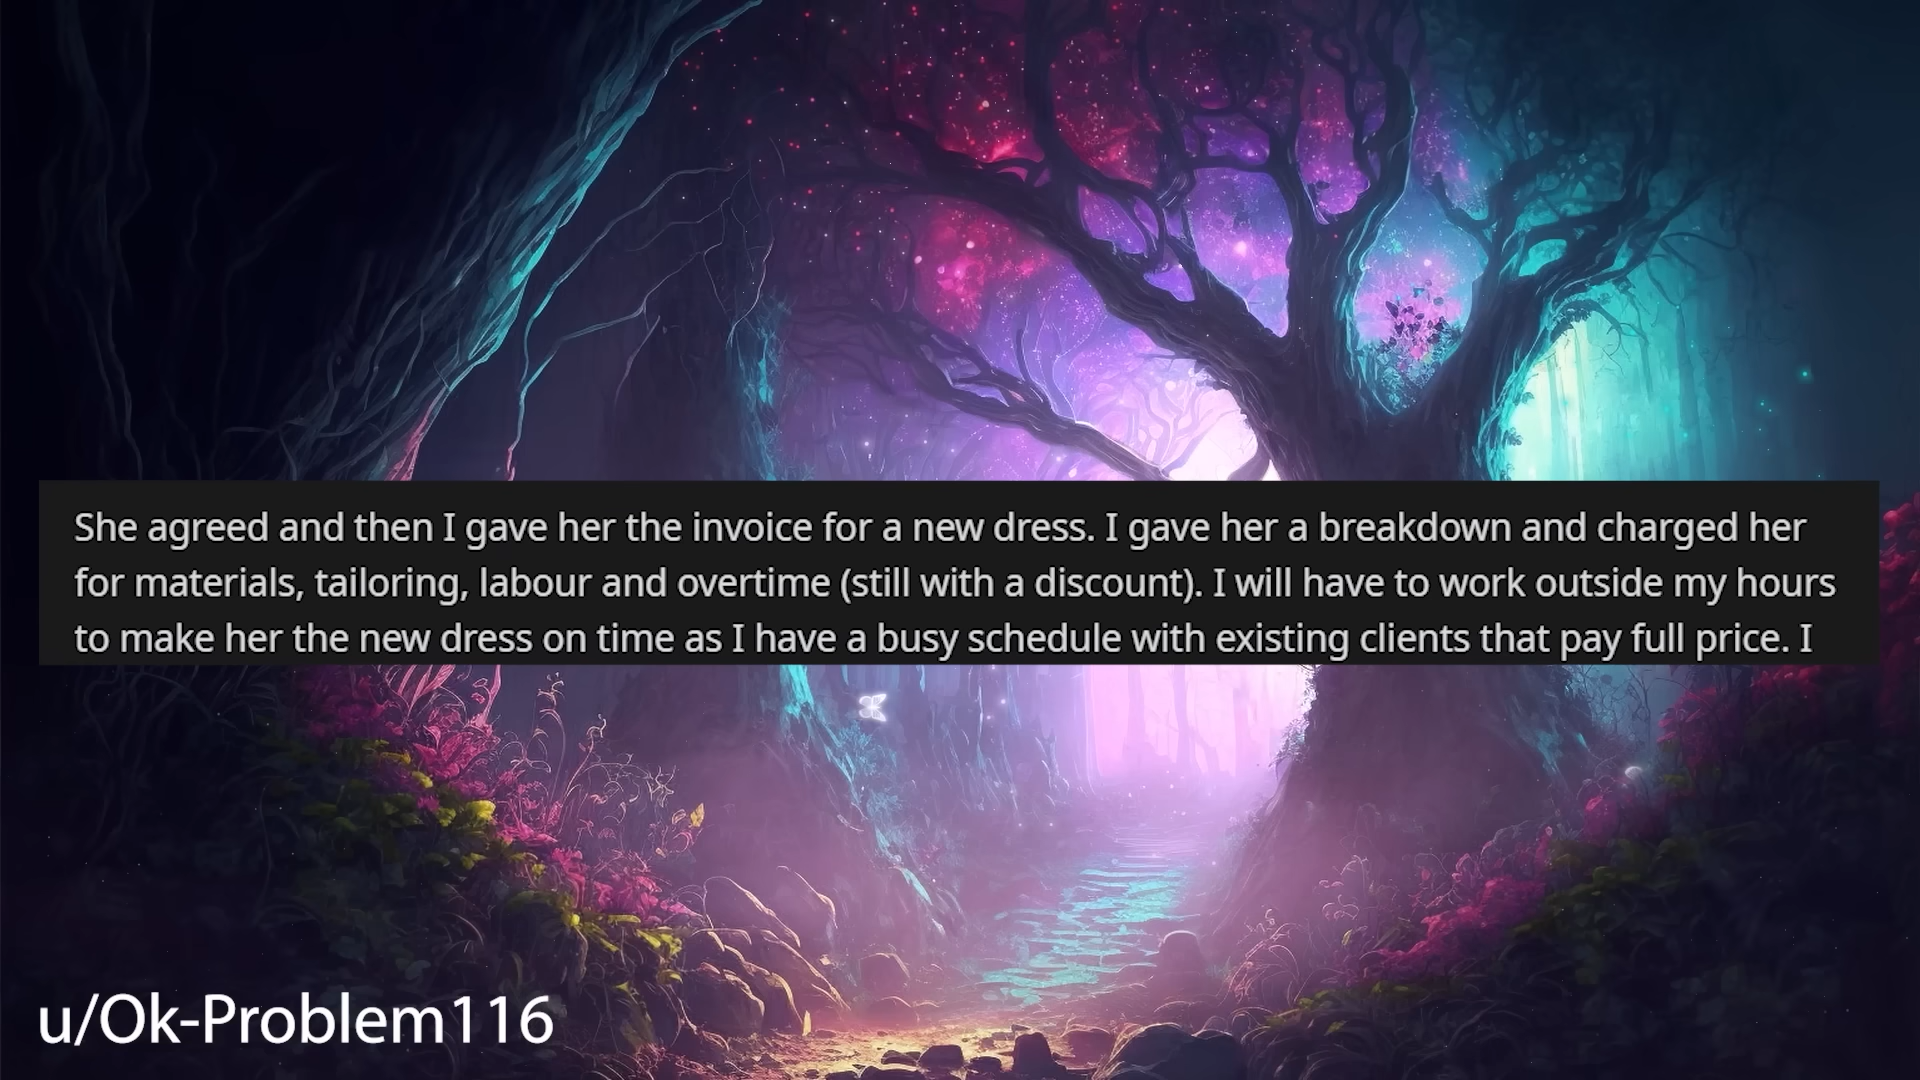 She agreed and then I gave her the invoice for a new dress. I gave her a breakdown and charged her
for materials, tailoring, labour and overtime (still with a discount). I will have to work outside my hours
to make her the new dress on time as I have a busy schedule with existing clients that pay full price. I
u/Ok-Problem116